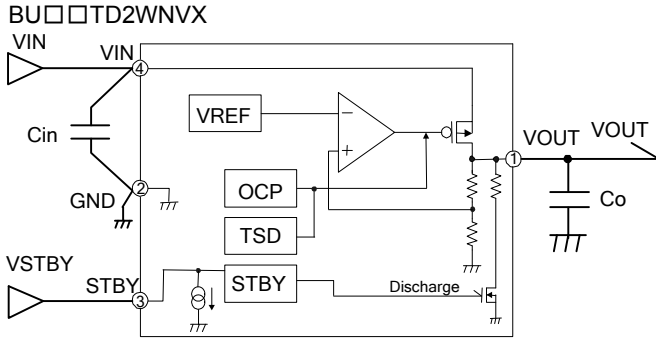 BU□□TD2WNVX
VIN
VIN
4
VREF
−
+
Cin
VOUT
VOUT
1
OCP
2
GND
Co
TSD
VSTBY
STBY
3
STBY
Discharge